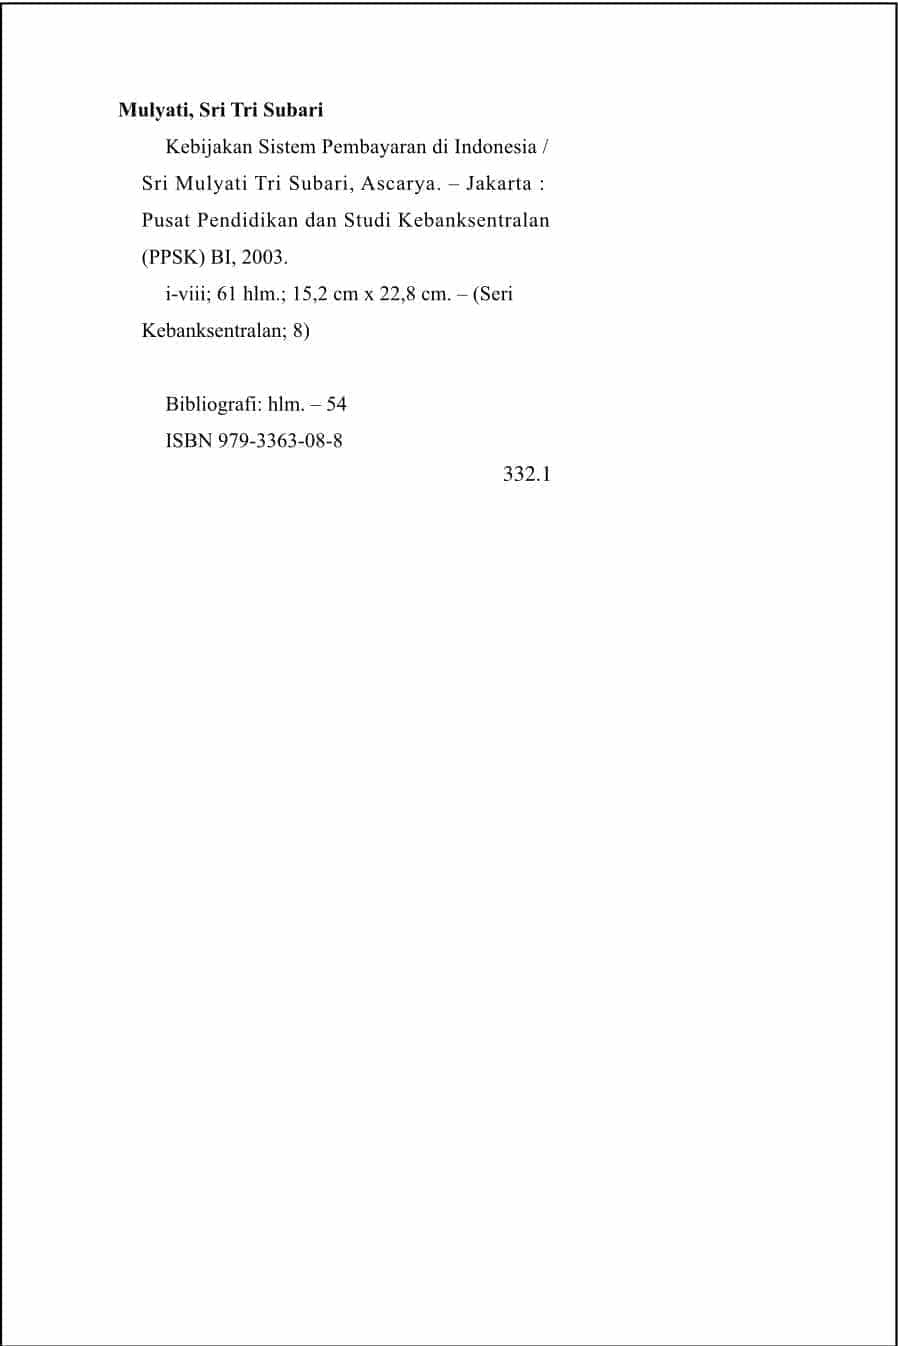 Mulyati, Sri Tri Subari
Kebijakan Sistem Pembayaran di Indonesia /
Sri Mulyati Tri Subari, Ascarya. – Jakarta :
Pusat Pendidikan dan Studi Kebanksentralan
(PPSK) BI, 2003.
i-viii; 61 hlm.; 15,2 cm x 22,8 cm. – (Seri
Kebanksentralan; 8)
Bibliografi: hlm. – 54
ISBN 979-3363-08-8
332.1